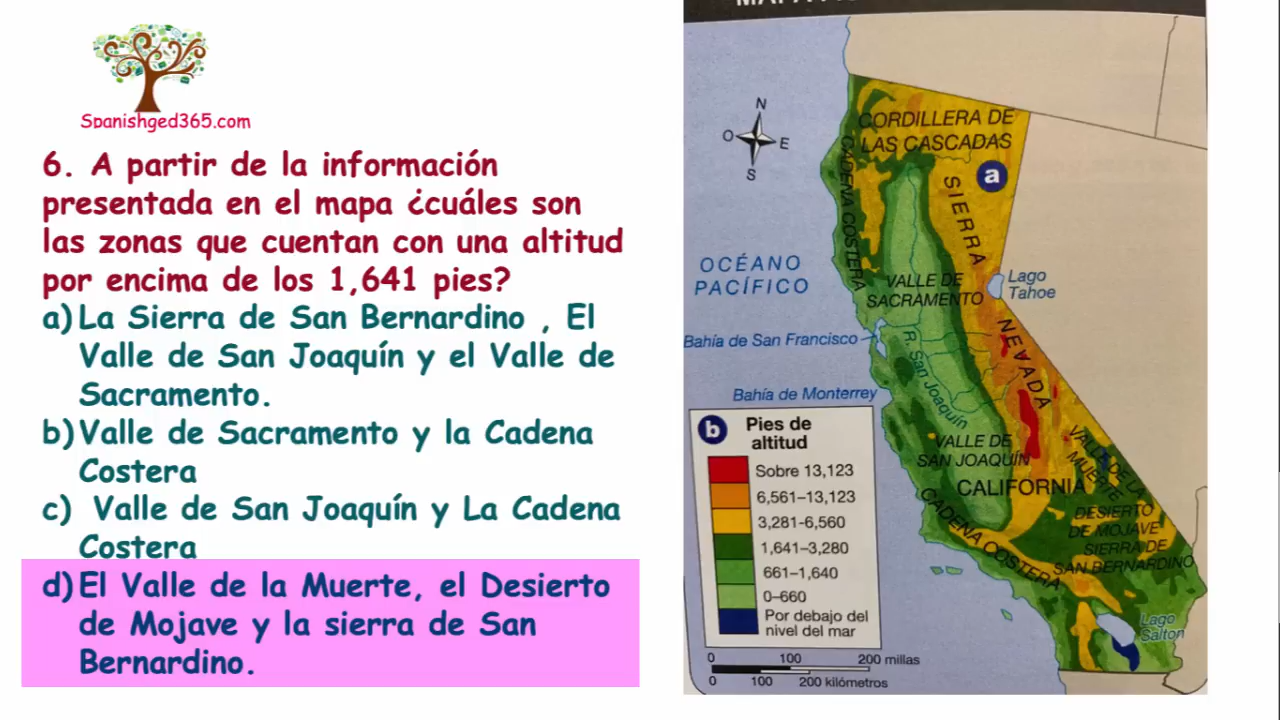 Spanishged365.com
6. A partir de la información
presentada en el mapa ¿cuáles son
las zonas que cuentan con una altitud
por encima de los 1,641 pies?
a) La Sierra de San Bernardino , El
Valle de San Joaquín y el Valle de
Sacramento.
b) Valle de Sacramento y la Cadena
Costera
c) Valle de San Joaquín y La Cadena
Costera
d) El Valle de la Muerte, el Desierto
de Mojave y la sierra de San
Bernardino.
N
O
E
S
CORDILLERA DE
LAS CASCADAS
a
CADENA COSTERA
SIERRA
NEVADA
OCÉANO
PACÍFICO
VALLE DE
SACRAMENTO
Lago
Tahoe
Bahía de San Francisco
R. San Joaquín
Bahía de Monterrey
VALLE DE
SAN JOAQUÍN
VALLE DE LA
MUERTE
CALIFORNIA
DESIERTO
DE MOJAVE
SIERRA DE
SAN BERNARDINO
CADENA COSTERA
Lago
Salton
b
Pies de
altitud
Sobre 13,123
6,561–13,123
3,281-6,560
1,641–3,280
661–1,640
0–660
Por debajo del
nivel del mar
0 100 200 millas
0 100 200 kilómetros